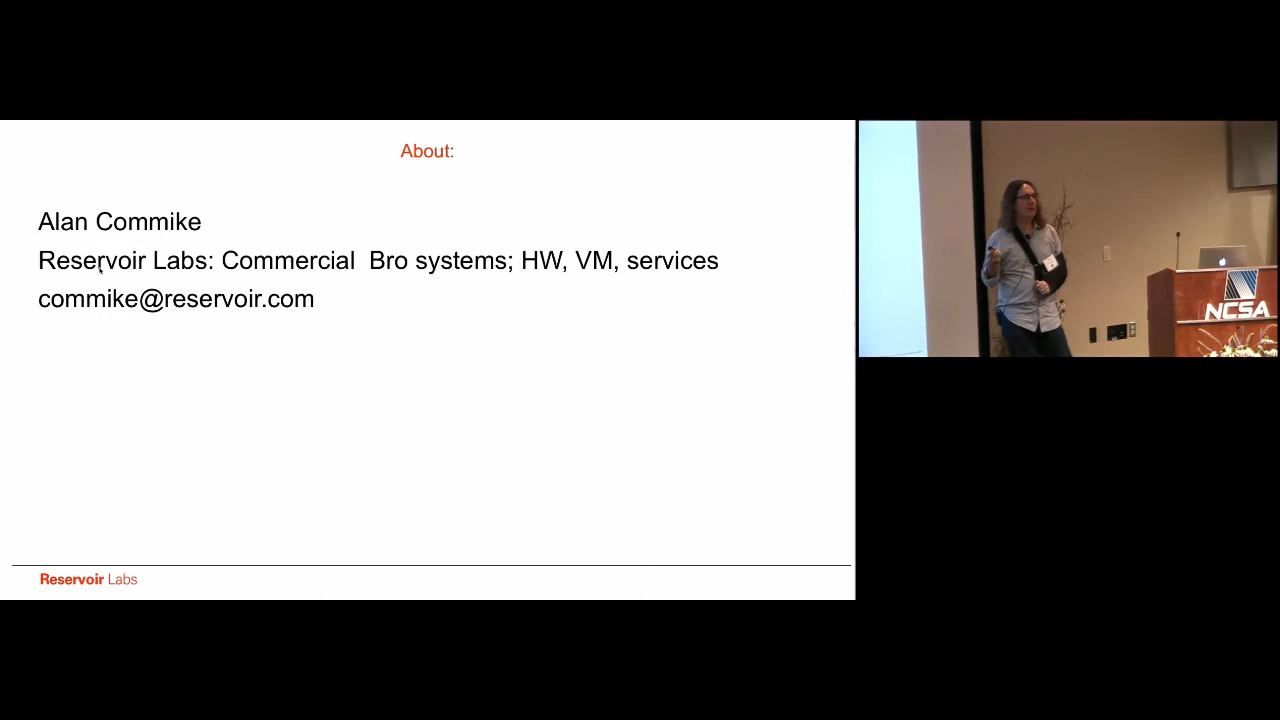 About:
Alan Commike
Reservoir Labs: Commercial  Bro systems; HW, VM, services
commike@reservoir.com
Reservoir Labs
NCSA